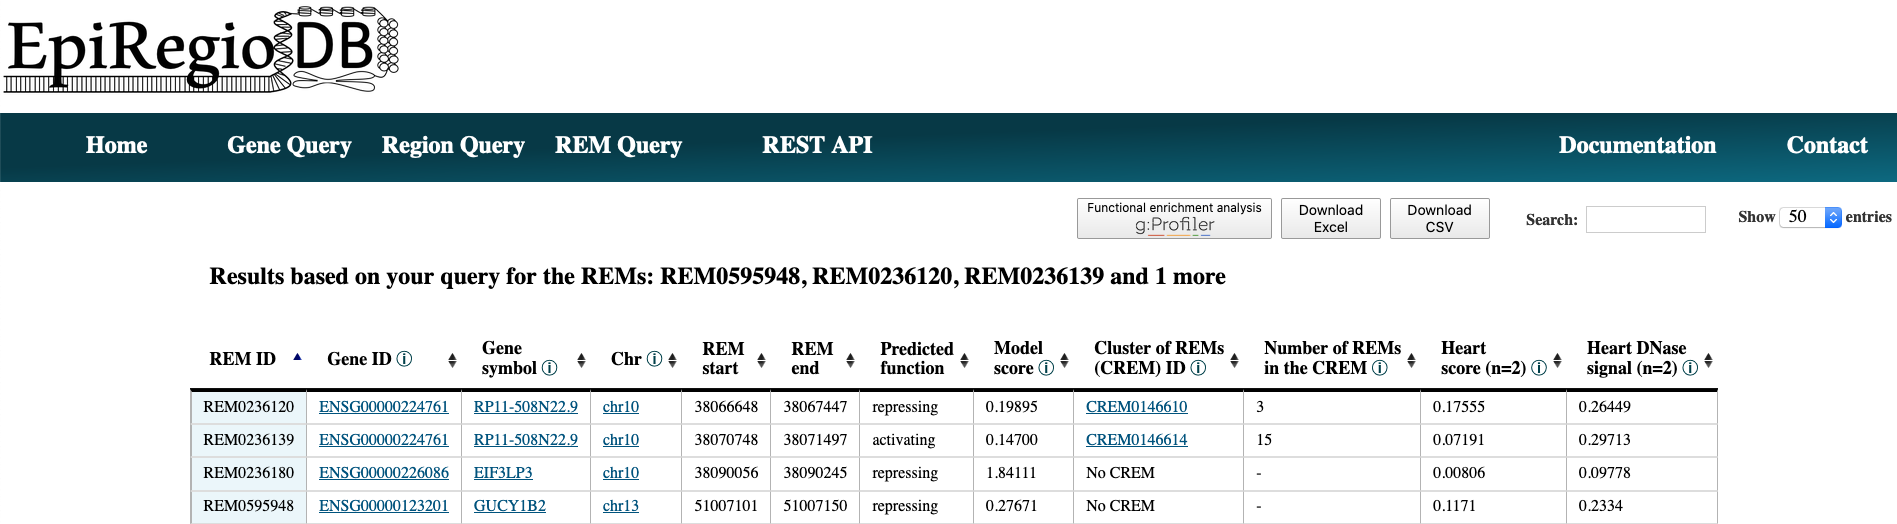 EpiRegio DB
Home Gene Query Region Query REM Query REST API Documentation Contact
Functional enrichment analysis
g:Profiler
Download
Excel
Download
CSV
Search:
Show 50 entries
Results based on your query for the REMs: REM0595948, REM0236120, REM0236139 and 1 more
REM ID Gene ID Gene symbol Chr REM start REM end Predicted function Model score Cluster of REMs (CREM) ID Number of REMs in the CREM Heart score (n=2) Heart DNase signal (n=2)
REM0236120 ENSG00000224761 RP11-508N22.9 chr10 38066648 38067447 repressing 0.19895 CREM0146610 3 0.17555 0.26449
REM0236139 ENSG00000224761 RP11-508N22.9 chr10 38070748 38071497 activating 0.14700 CREM0146614 15 0.07191 0.29713
REM0236180 ENSG00000226086 EIF3LP3 chr10 38090056 38090245 repressing 1.84111 No CREM - 0.00806 0.09778
REM0595948 ENSG00000123201 GUCY1B2 chr13 51007101 51007150 repressing 0.27671 No CREM - 0.1171 0.2334